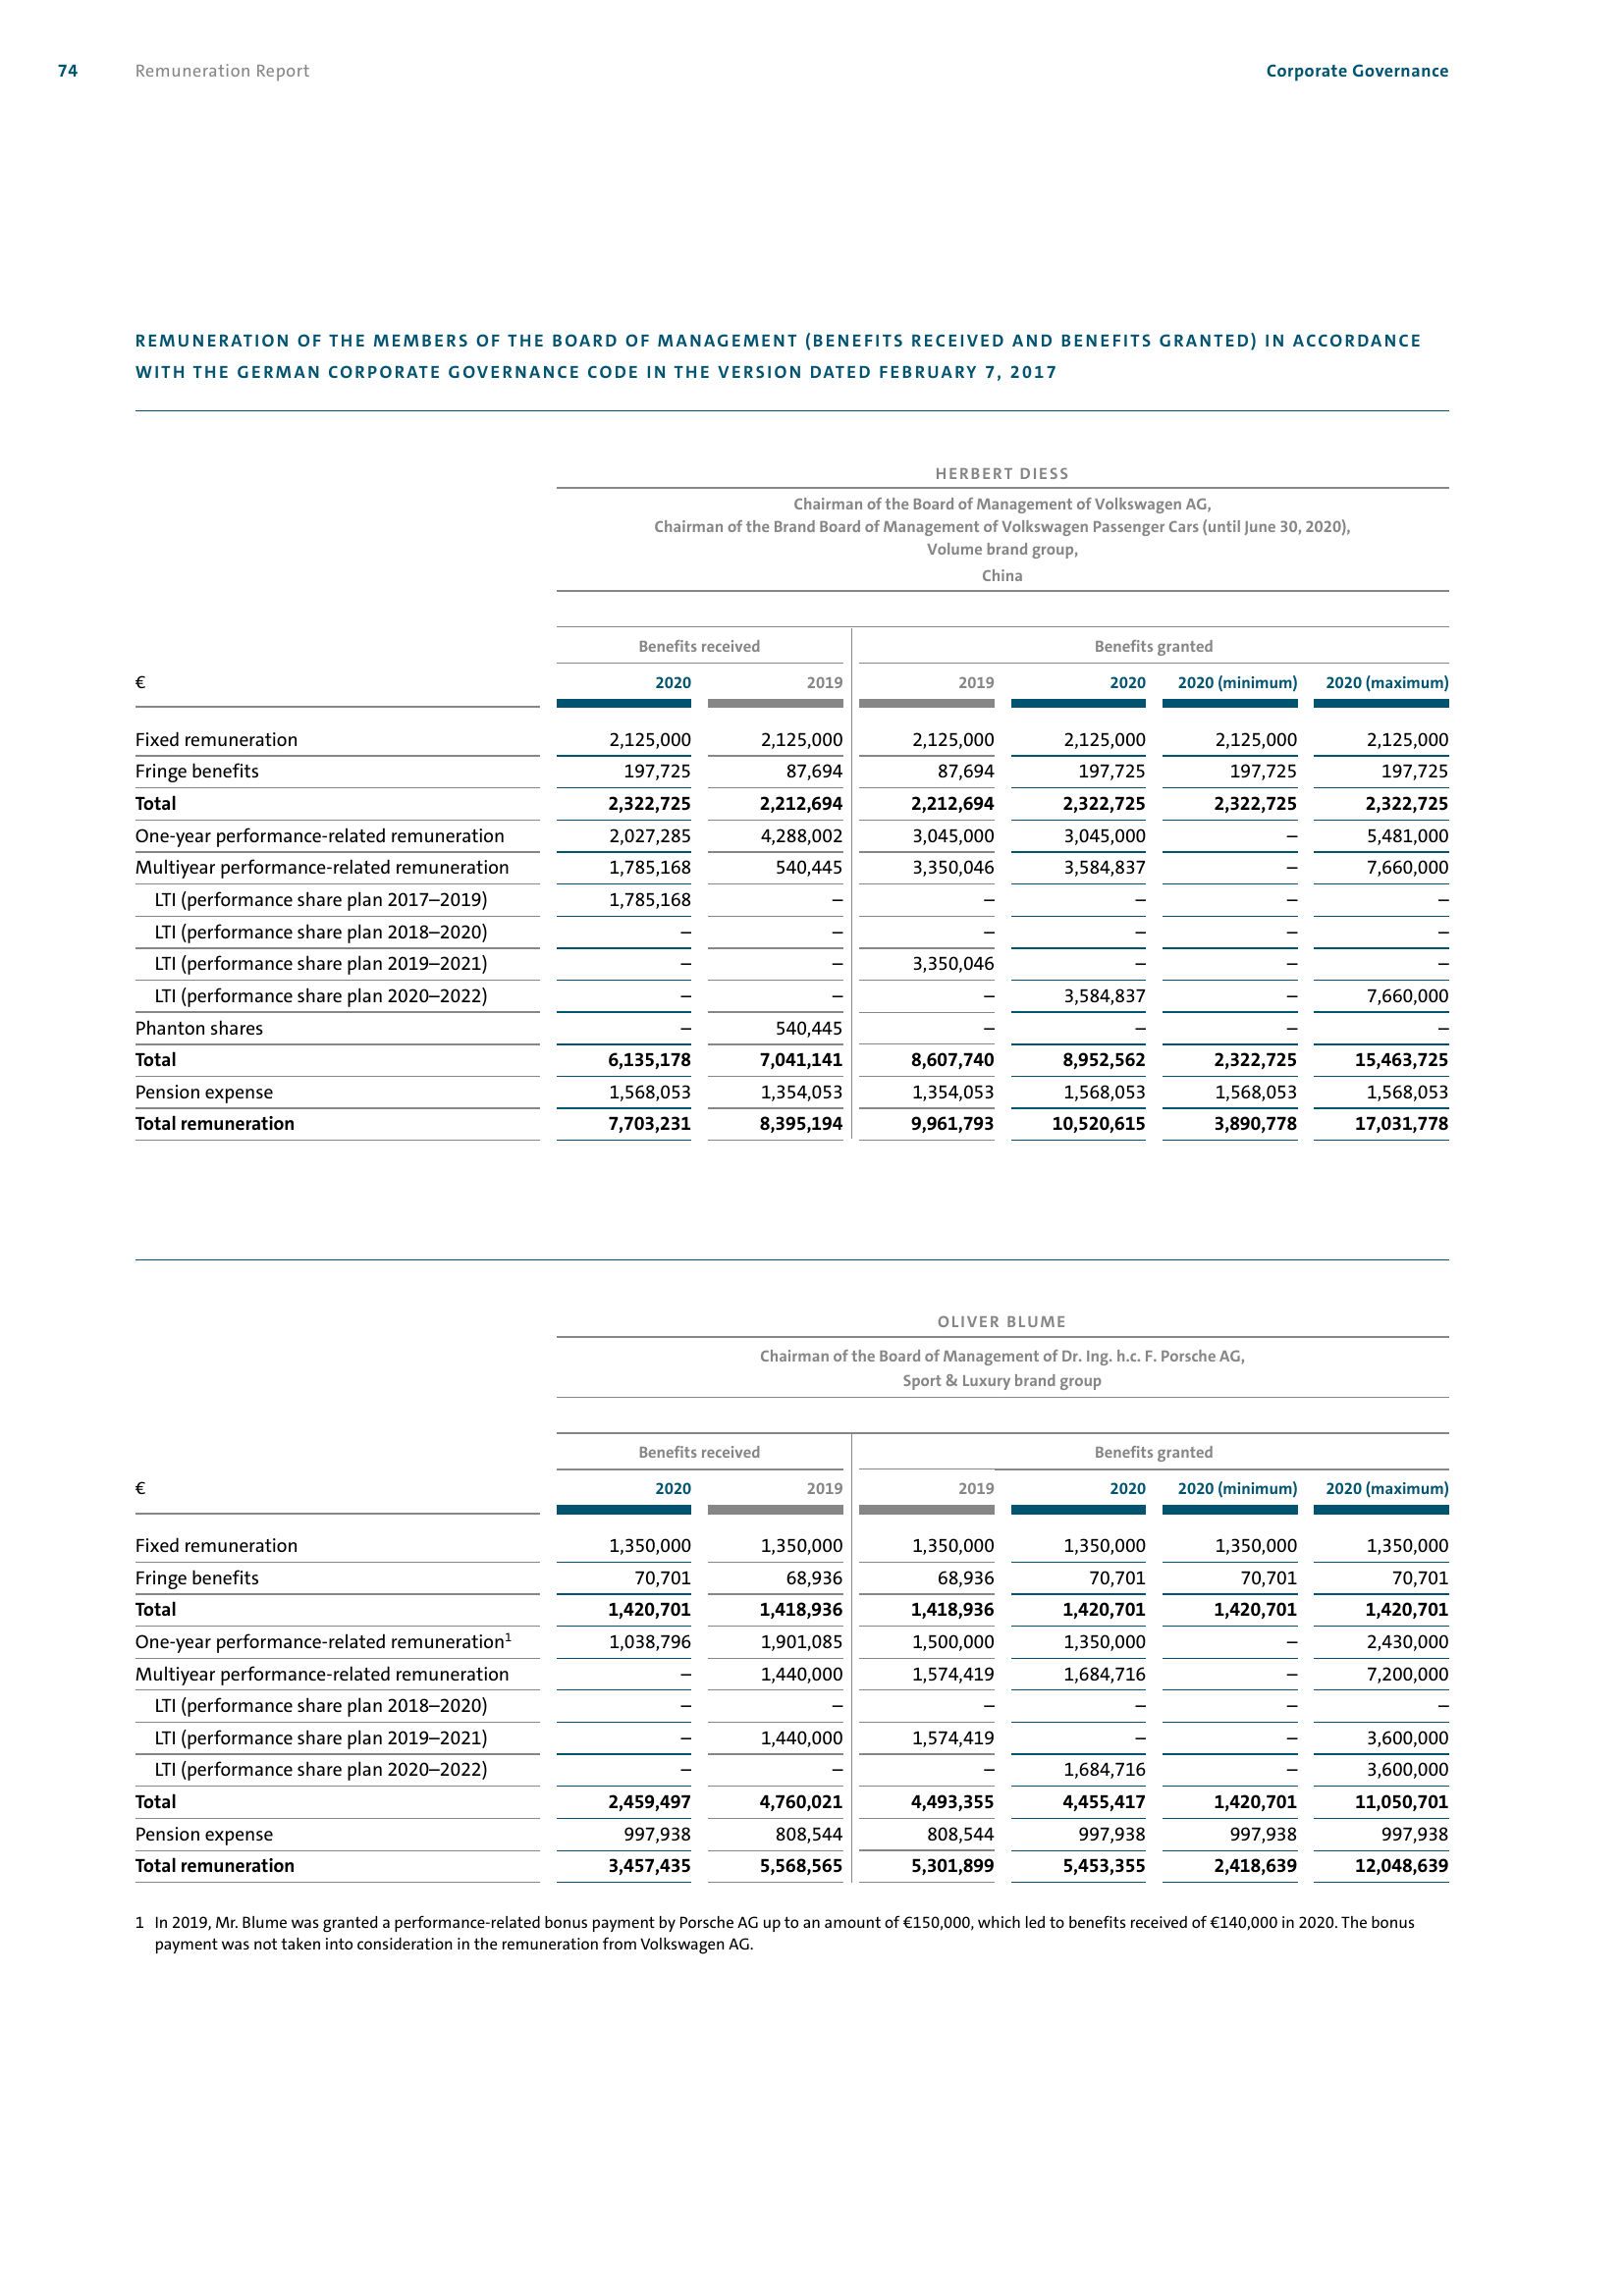 74 Remuneration Report Corporate Governance
REMUNERATION OF THE MEMBERS OF THE BOARD OF MANAGEMENT (BENEFITS RECEIVED AND BENEFITS GRANTED) IN ACCORDANCE
WITH THE GERMAN CORPORATE GOVERNANCE CODE IN THE VERSION DATED FEBRUARY 7, 2017
HERBERT DIESS
Chairman of the Board of Management of Volkswagen AG,
Chairman of the Brand Board of Management of Volkswagen Passenger Cars (until June 30, 2020),
Volume brand group,
China
Benefits received Benefits granted
€ 2020 2019 2019 2020 2020 (minimum) 2020 (maximum)
Fixed remuneration 2,125,000 2,125,000 2,125,000 2,125,000 2,125,000 2,125,000
Fringe benefits 197,725 87,694 87,694 197,725 197,725 197,725
Total 2,322,725 2,212,694 2,212,694 2,322,725 2,322,725 2,322,725
One-year performance-related remuneration 2,027,285 4,288,002 3,045,000 3,045,000 – 5,481,000
Multiyear performance-related remuneration 1,785,168 540,445 3,350,046 3,584,837 – 7,660,000
LTI (performance share plan 2017–2019) 1,785,168 – – – – –
LTI (performance share plan 2018–2020) – – – – – –
LTI (performance share plan 2019–2021) – – 3,350,046 – – –
LTI (performance share plan 2020–2022) – – – 3,584,837 – 7,660,000
Phanton shares – 540,445 – – – –
Total 6,135,178 7,041,141 8,607,740 8,952,562 2,322,725 15,463,725
Pension expense 1,568,053 1,354,053 1,354,053 1,568,053 1,568,053 1,568,053
Total remuneration 7,703,231 8,395,194 9,961,793 10,520,615 3,890,778 17,031,778
OLIVER BLUME
Chairman of the Board of Management of Dr. Ing. h.c. F. Porsche AG,
Sport & Luxury brand group
Benefits received Benefits granted
€ 2020 2019 2019 2020 2020 (minimum) 2020 (maximum)
Fixed remuneration 1,350,000 1,350,000 1,350,000 1,350,000 1,350,000 1,350,000
Fringe benefits 70,701 68,936 68,936 70,701 70,701 70,701
Total 1,420,701 1,418,936 1,418,936 1,420,701 1,420,701 1,420,701
One-year performance-related remuneration¹ 1,038,796 1,901,085 1,500,000 1,350,000 – 2,430,000
Multiyear performance-related remuneration – 1,440,000 1,574,419 1,684,716 – 7,200,000
LTI (performance share plan 2018–2020) – – – – – –
LTI (performance share plan 2019–2021) – 1,440,000 1,574,419 – – 3,600,000
LTI (performance share plan 2020–2022) – – – 1,684,716 – 3,600,000
Total 2,459,497 4,760,021 4,493,355 4,455,417 1,420,701 11,050,701
Pension expense 997,938 808,544 808,544 997,938 997,938 997,938
Total remuneration 3,457,435 5,568,565 5,301,899 5,453,355 2,418,639 12,048,639
1 In 2019, Mr. Blume was granted a performance-related bonus payment by Porsche AG up to an amount of €150,000, which led to benefits received of €140,000 in 2020. The bonus
payment was not taken into consideration in the remuneration from Volkswagen AG.